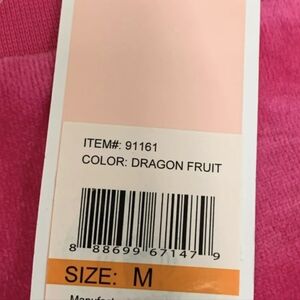 ITEM#: 91161
COLOR: DRAGON FRUIT
8 88699 67147 9
SIZE: M